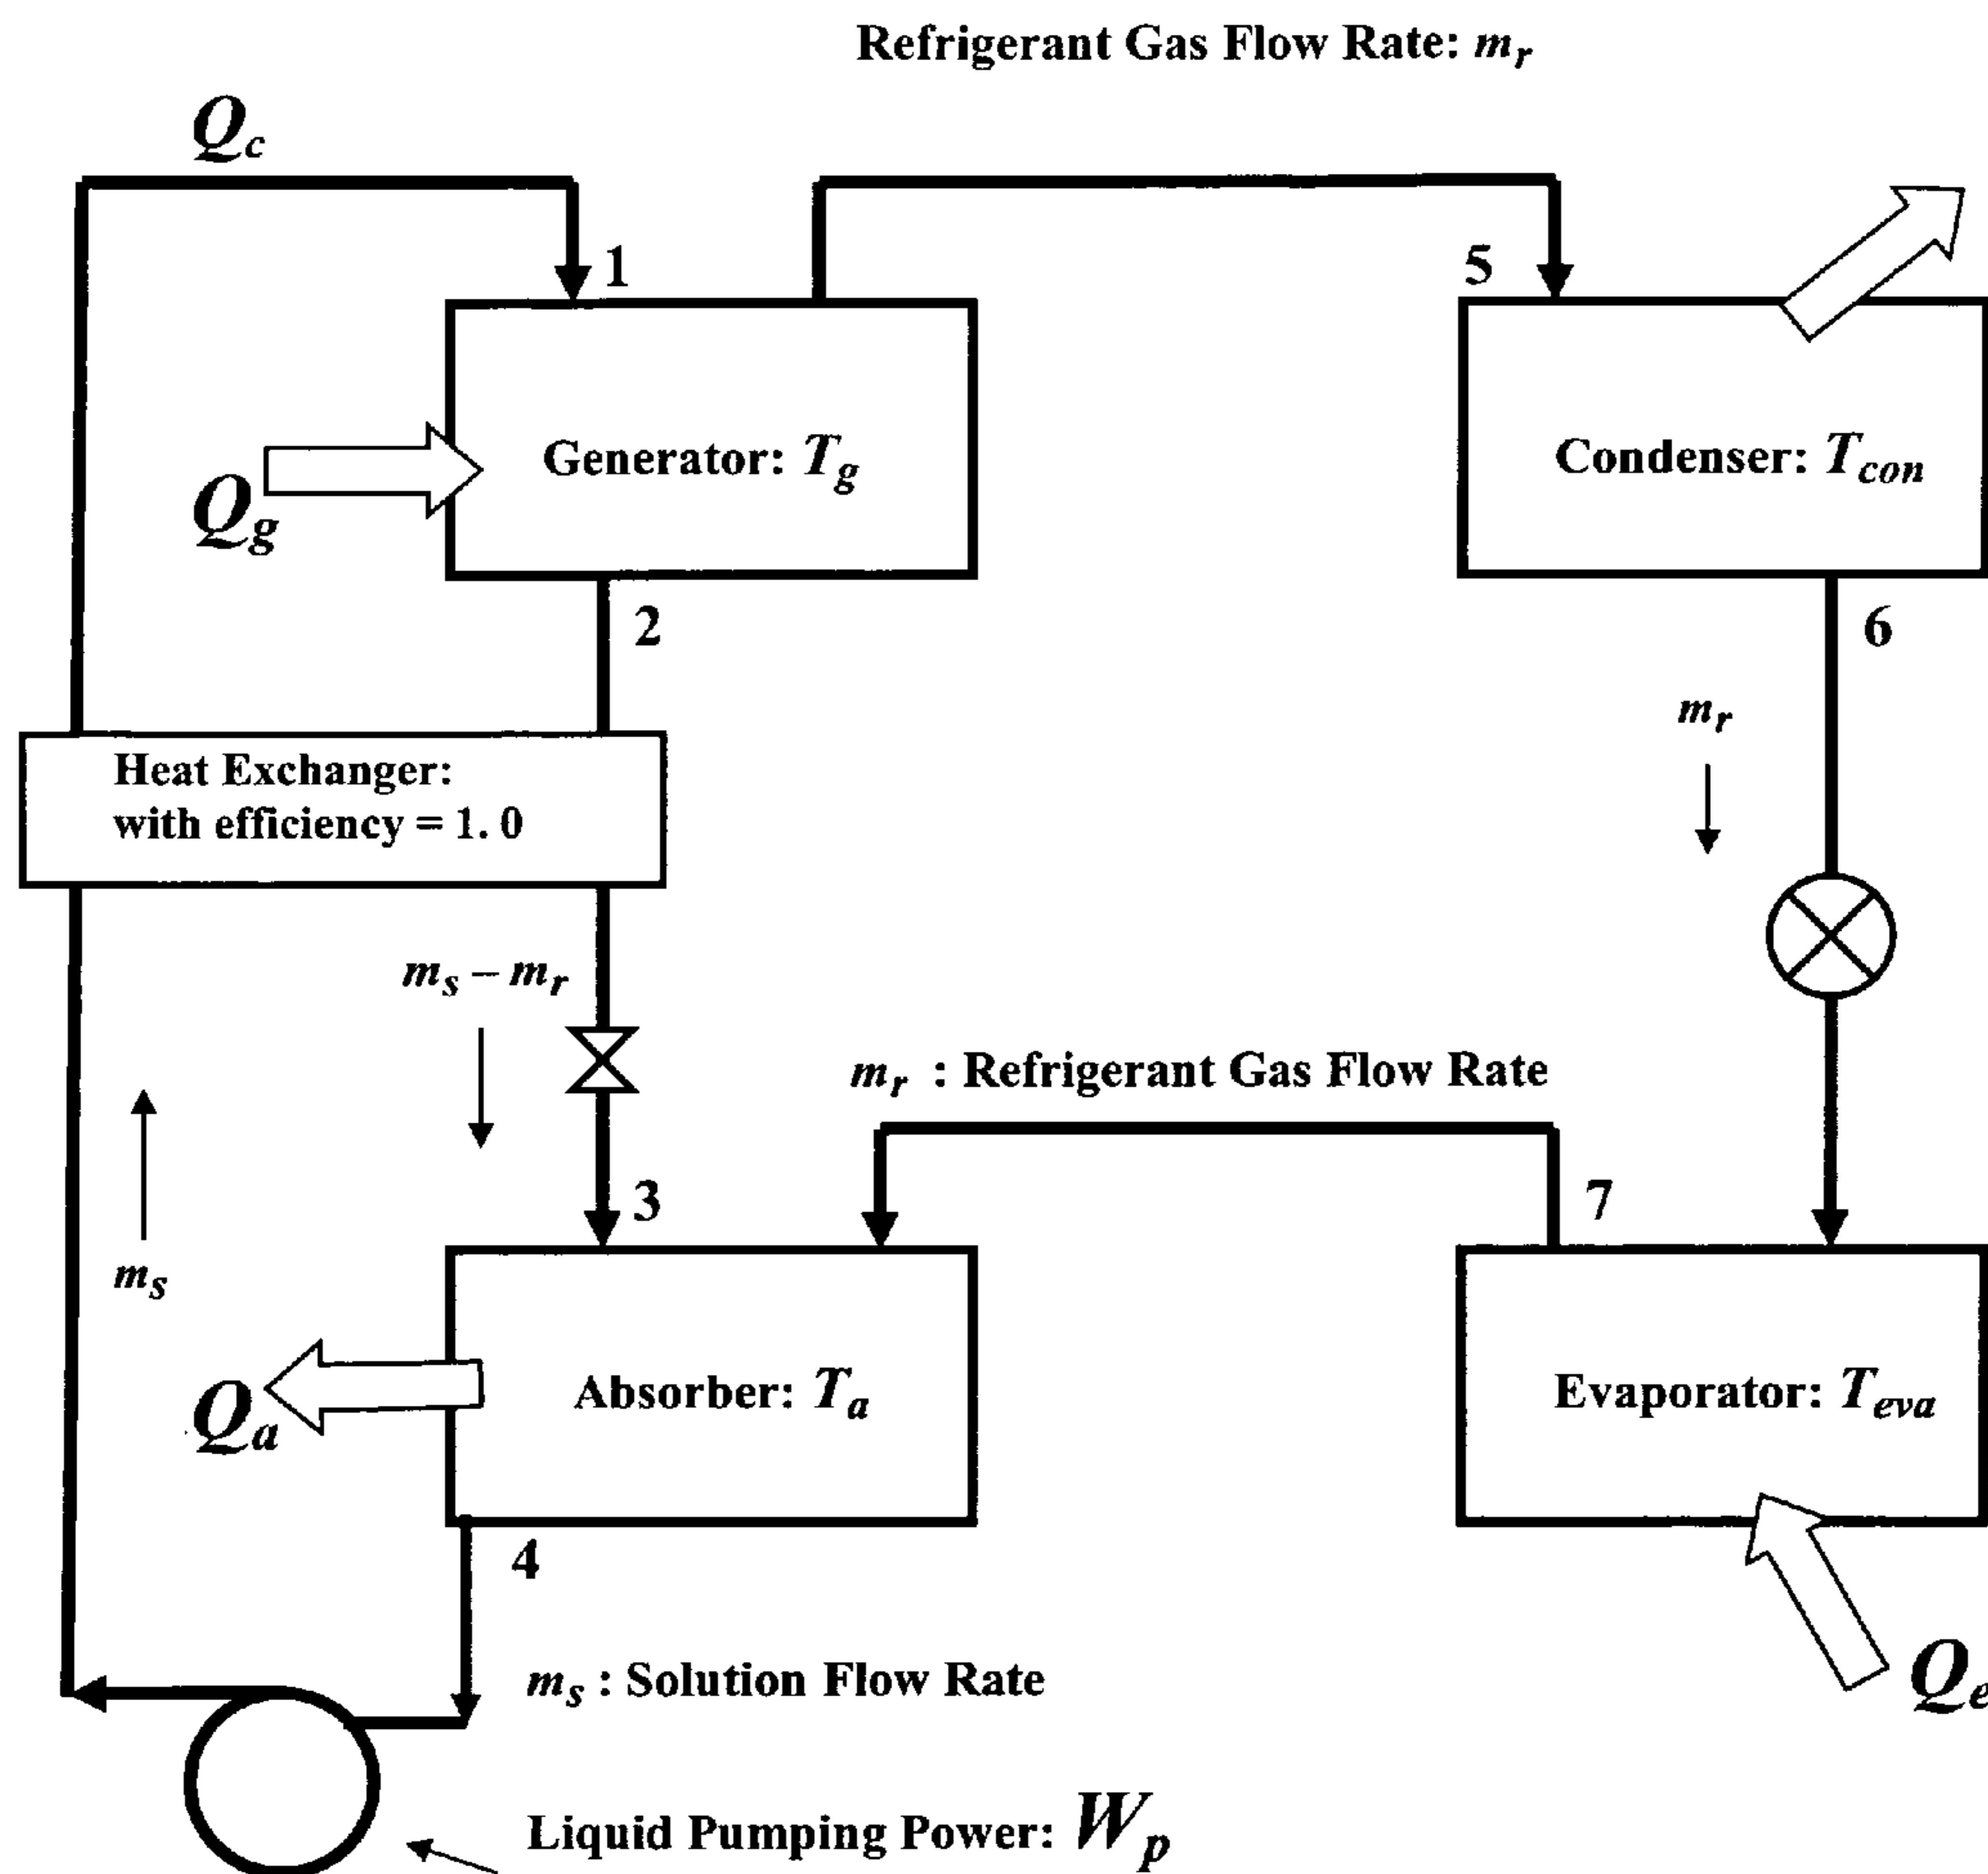 Refrigerant Gas Flow Rate: mr
Qc
1
5
Generator: Tg
Condenser: Tcon
Qg
2
6
mr
Heat Exchanger:
with efficiency = 1. 0
ms – mr
mr : Refrigerant Gas Flow Rate
3
7
ms
Absorber: Ta
Evaporator: Teva
Qa
4
ms : Solution Flow Rate
Qe
Liquid Pumping Power: Wp